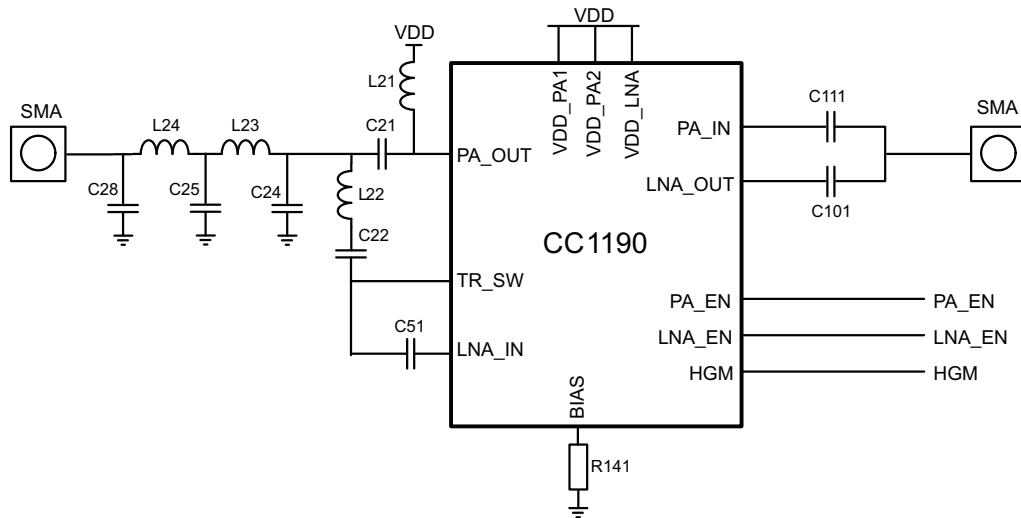 VDD
VDD
L21
VDD_PA1
VDD_PA2
VDD_LNA
SMA
L24
L23
C21
PA_OUT
PA_IN
C111
SMA
C28
C25
C24
L22
LNA_OUT
C101
C22
CC1190
TR_SW
PA_EN
PA_EN
C51
LNA_IN
LNA_EN
LNA_EN
HGM
HGM
BIAS
R141